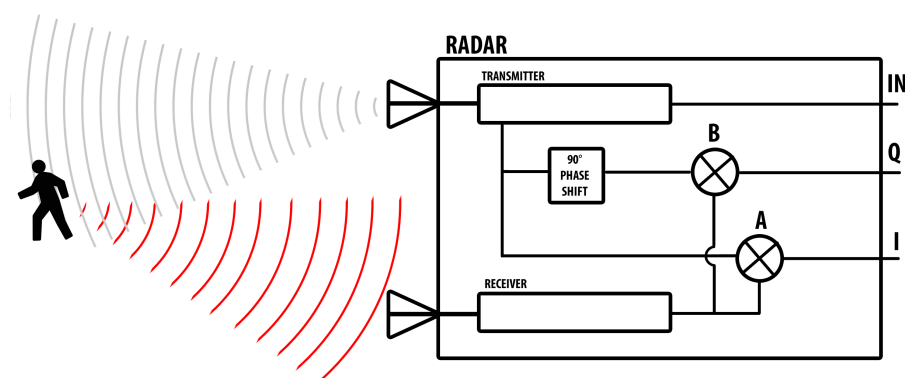 RADAR
TRANSMITTER
IN
B
Q
90°
PHASE
SHIFT
A
I
RECEIVER